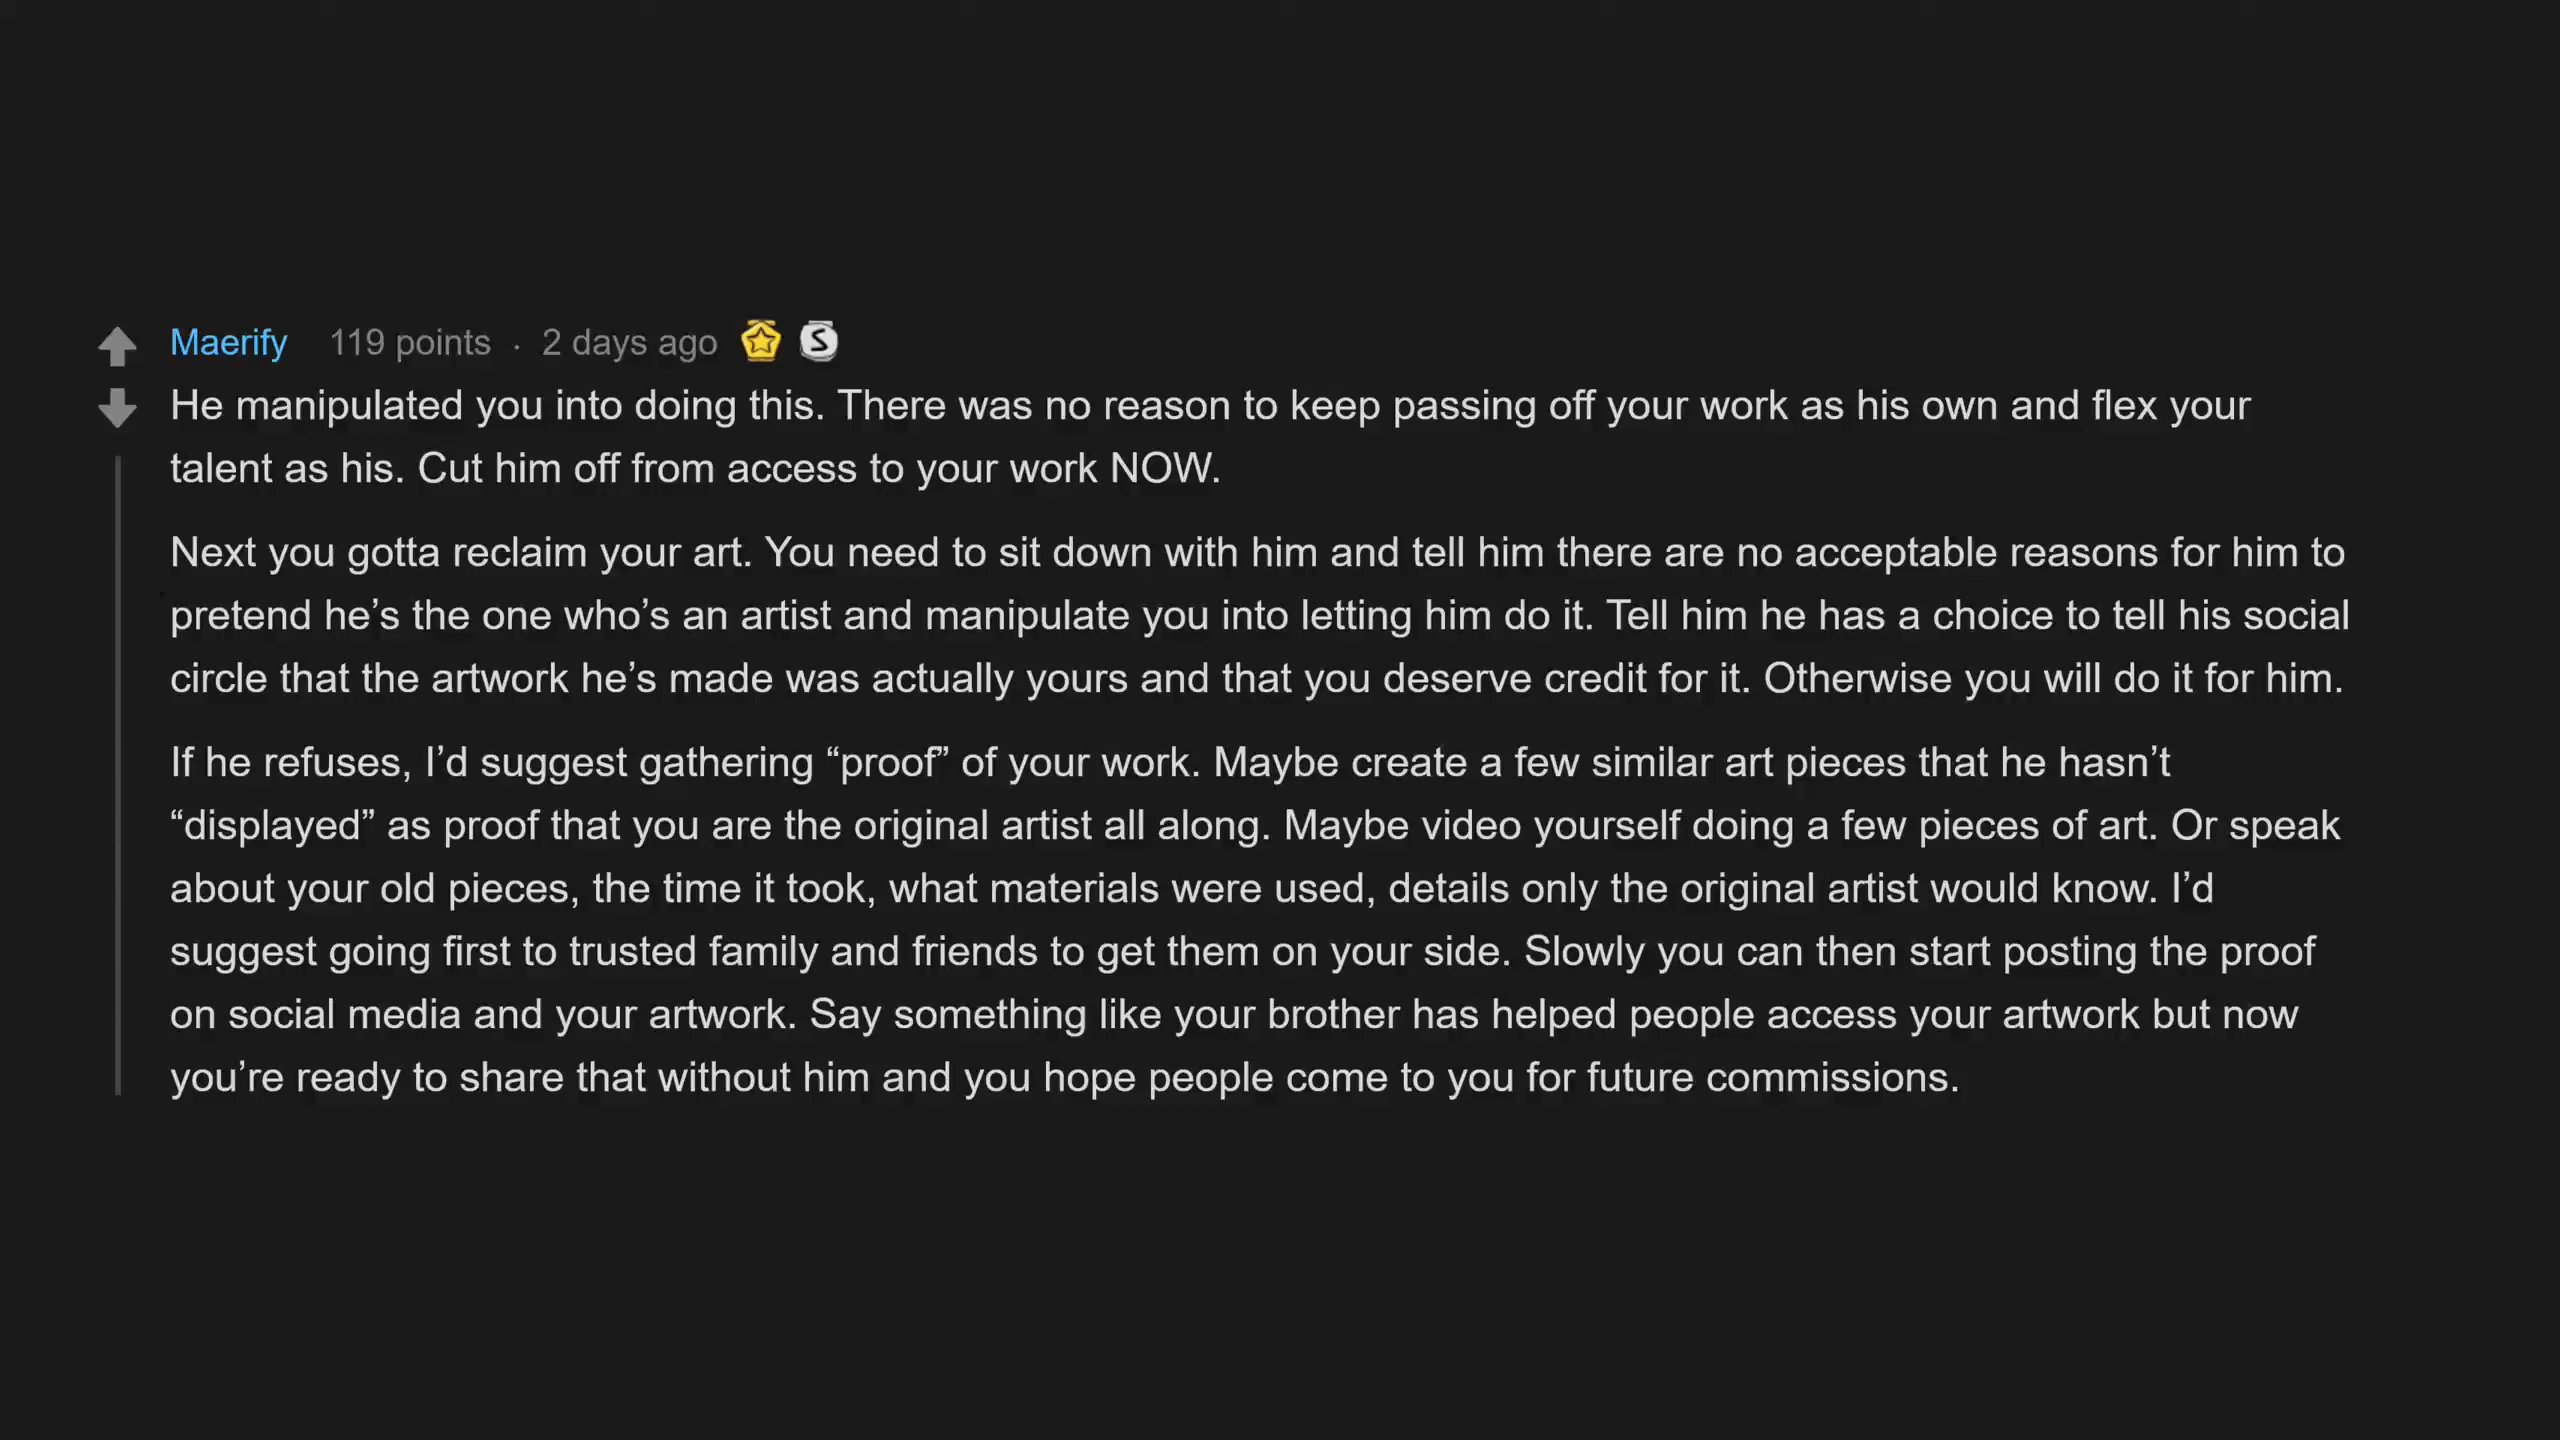 Maerify 119 points · 2 days ago
He manipulated you into doing this. There was no reason to keep passing off your work as his own and flex your
talent as his. Cut him off from access to your work NOW.
Next you gotta reclaim your art. You need to sit down with him and tell him there are no acceptable reasons for him to
pretend he’s the one who’s an artist and manipulate you into letting him do it. Tell him he has a choice to tell his social
circle that the artwork he’s made was actually yours and that you deserve credit for it. Otherwise you will do it for him.
If he refuses, I’d suggest gathering “proof” of your work. Maybe create a few similar art pieces that he hasn’t
“displayed” as proof that you are the original artist all along. Maybe video yourself doing a few pieces of art. Or speak
about your old pieces, the time it took, what materials were used, details only the original artist would know. I’d
suggest going first to trusted family and friends to get them on your side. Slowly you can then start posting the proof
on social media and your artwork. Say something like your brother has helped people access your artwork but now
you’re ready to share that without him and you hope people come to you for future commissions.